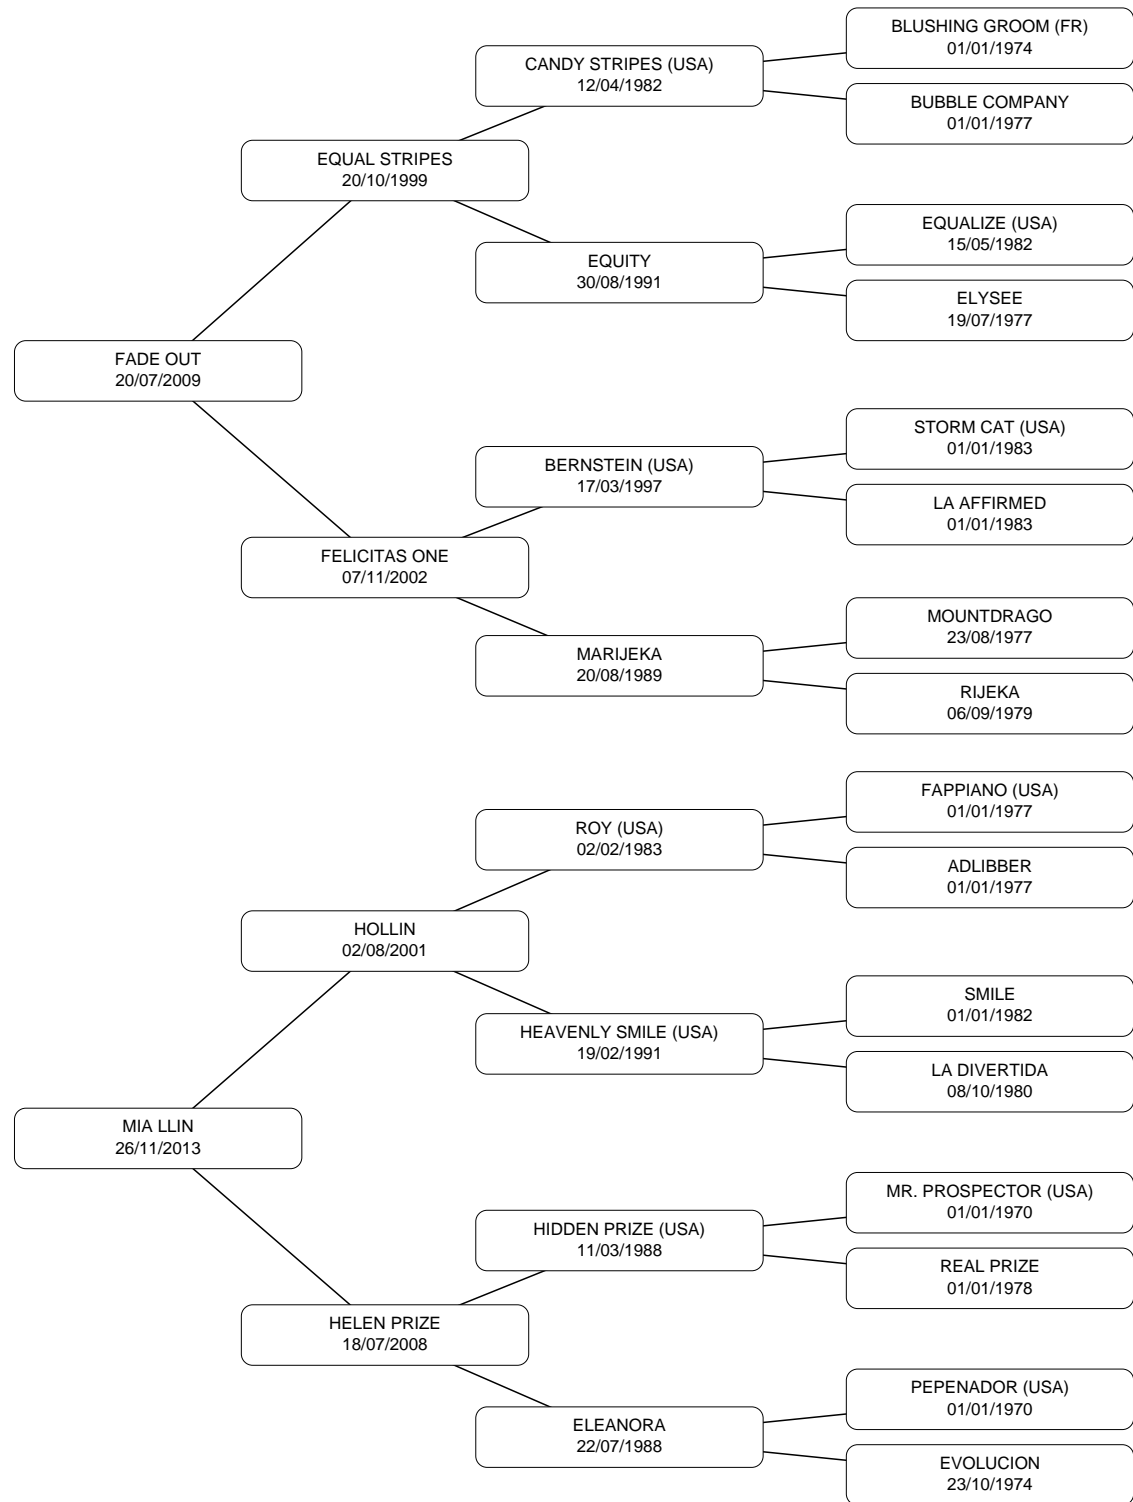 BLUSHING GROOM (FR)
01/01/1974
CANDY STRIPES (USA)
12/04/1982
BUBBLE COMPANY
01/01/1977
EQUAL STRIPES
20/10/1999
EQUALIZE (USA)
15/05/1982
EQUITY
30/08/1991
ELYSEE
19/07/1977
FADE OUT
20/07/2009
STORM CAT (USA)
01/01/1983
BERNSTEIN (USA)
17/03/1997
LA AFFIRMED
01/01/1983
FELICITAS ONE
07/11/2002
MOUNTDRAGO
23/08/1977
MARIJEKA
20/08/1989
RIJEKA
06/09/1979
FAPPIANO (USA)
01/01/1977
ROY (USA)
02/02/1983
ADLIBBER
01/01/1977
HOLLIN
02/08/2001
SMILE
01/01/1982
HEAVENLY SMILE (USA)
19/02/1991
LA DIVERTIDA
08/10/1980
MIA LLIN
26/11/2013
MR. PROSPECTOR (USA)
01/01/1970
HIDDEN PRIZE (USA)
11/03/1988
REAL PRIZE
01/01/1978
HELEN PRIZE
18/07/2008
PEPENADOR (USA)
01/01/1970
ELEANORA
22/07/1988
EVOLUCION
23/10/1974